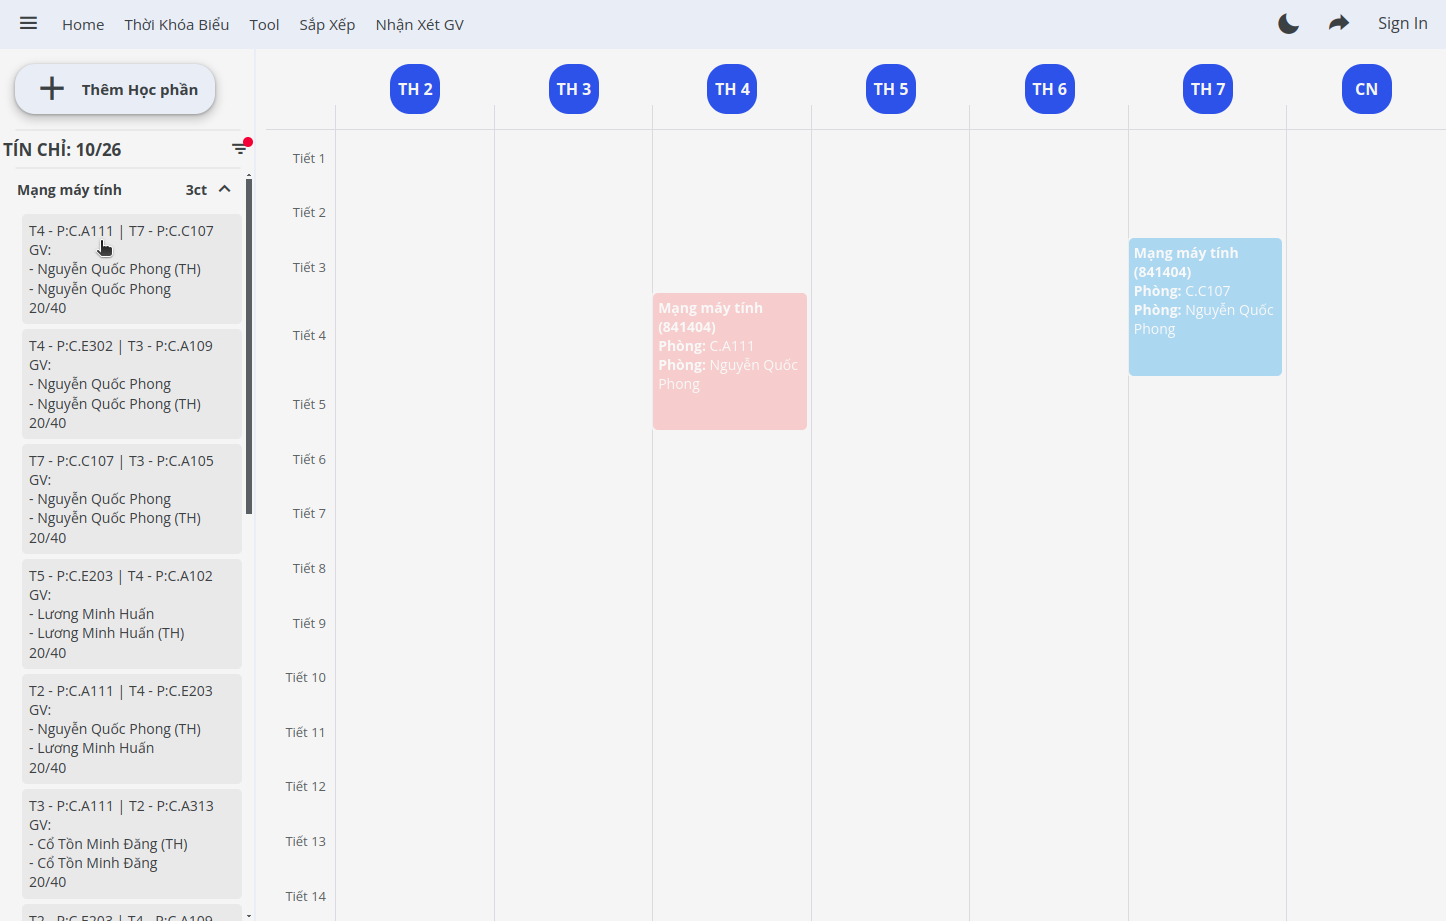 Home Thời Khóa Biểu Tool Sắp Xếp Nhận Xét GV Sign In
Thêm Học phần
TÍN CHỈ: 10/26
Mạng máy tính 3ct
T4 - P:C.A111 | T7 - P:C.C107
GV:
- Nguyễn Quốc Phong (TH)
- Nguyễn Quốc Phong
20/40
T4 - P:C.E302 | T3 - P:C.A109
GV:
- Nguyễn Quốc Phong
- Nguyễn Quốc Phong (TH)
20/40
T7 - P:C.C107 | T3 - P:C.A105
GV:
- Nguyễn Quốc Phong
- Nguyễn Quốc Phong (TH)
20/40
T5 - P:C.E203 | T4 - P:C.A102
GV:
- Lương Minh Huấn
- Lương Minh Huấn (TH)
20/40
T2 - P:C.A111 | T4 - P:C.E203
GV:
- Nguyễn Quốc Phong (TH)
- Lương Minh Huấn
20/40
T3 - P:C.A111 | T2 - P:C.A313
GV:
- Cổ Tồn Minh Đăng (TH)
- Cổ Tồn Minh Đăng
20/40
TH 2 TH 3 TH 4 TH 5 TH 6 TH 7 CN
Tiết 1
Tiết 2
Tiết 3
Tiết 4
Tiết 5
Tiết 6
Tiết 7
Tiết 8
Tiết 9
Tiết 10
Tiết 11
Tiết 12
Tiết 13
Tiết 14
Mạng máy tính
(841404)
Phòng: C.A111
Phòng: Nguyễn Quốc
Phong
Mạng máy tính
(841404)
Phòng: C.C107
Phòng: Nguyễn Quốc
Phong